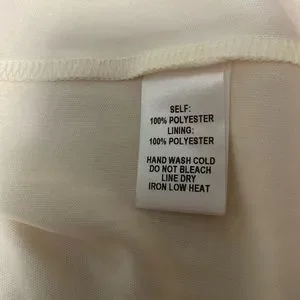 SELF:
100% POLYESTER
LINING:
100% POLYESTER
HAND WASH COLD
DO NOT BLEACH
LINE DRY
IRON LOW HEAT